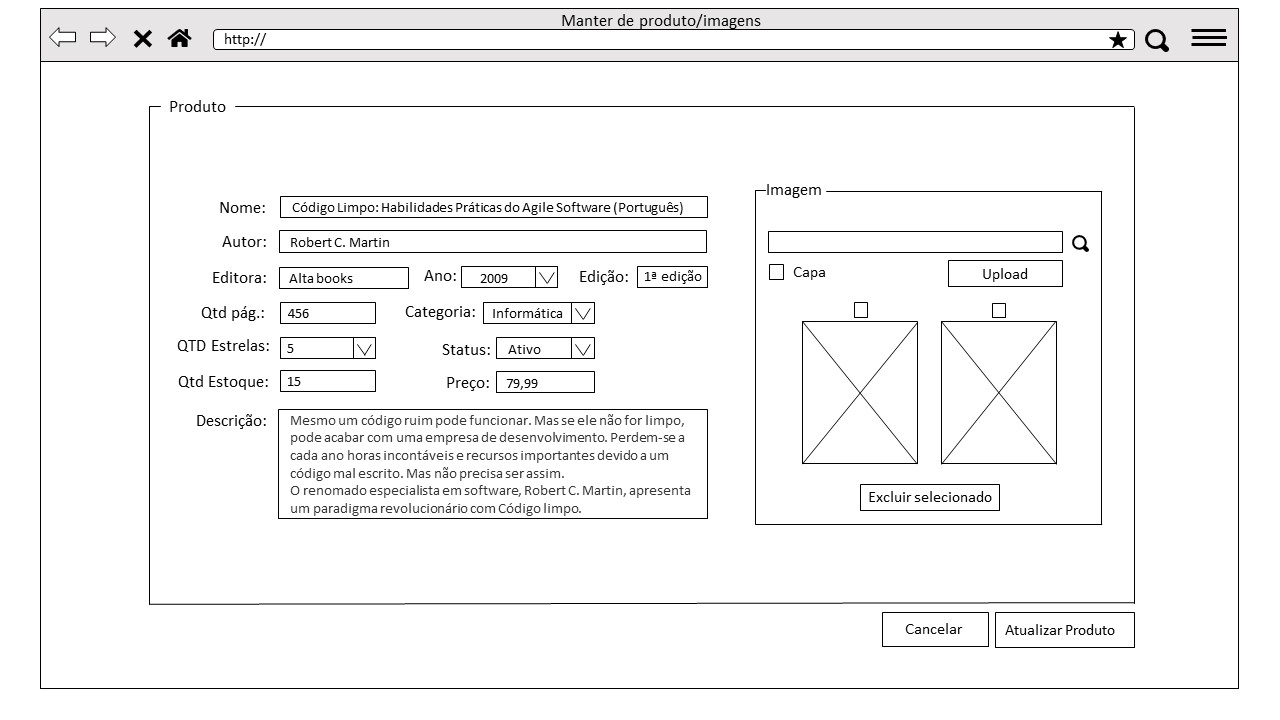 Manter de produto/imagens
http://
Produto
Nome: Código Limpo: Habilidades Práticas do Agile Software (Português)
Autor: Robert C. Martin
Editora: Alta books Ano: 2009 Edição: 1ª edição
Qtd pág.: 456 Categoria: Informática
QTD Estrelas: 5 Status: Ativo
Qtd Estoque: 15 Preço: 79,99
Descrição: Mesmo um código ruim pode funcionar. Mas se ele não for limpo,
pode acabar com uma empresa de desenvolvimento. Perdem-se a
cada ano horas incontáveis e recursos importantes devido a um
código mal escrito. Mas não precisa ser assim.
O renomado especialista em software, Robert C. Martin, apresenta
um paradigma revolucionário com Código limpo.
Imagem
Capa Upload
Excluir selecionado
Cancelar Atualizar Produto